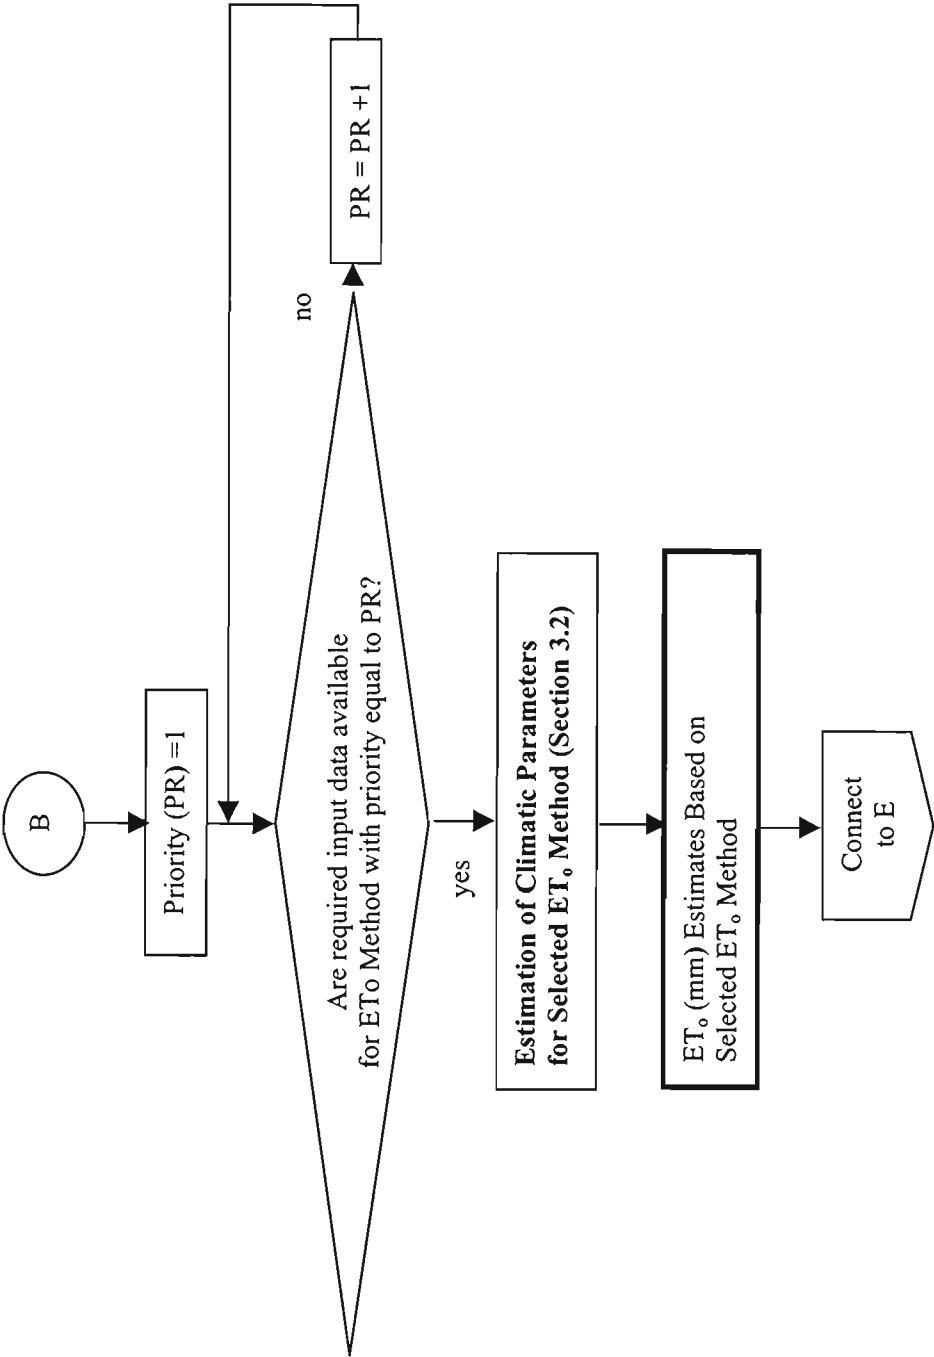 B
Priority (PR) =1
Are required input data available
for ETo Method with priority equal to PR?
no
PR = PR +1
yes
Estimation of Climatic Parameters
for Selected ETₒ Method (Section 3.2)
ETₒ (mm) Estimates Based on
Selected ETₒ Method
Connect
to E